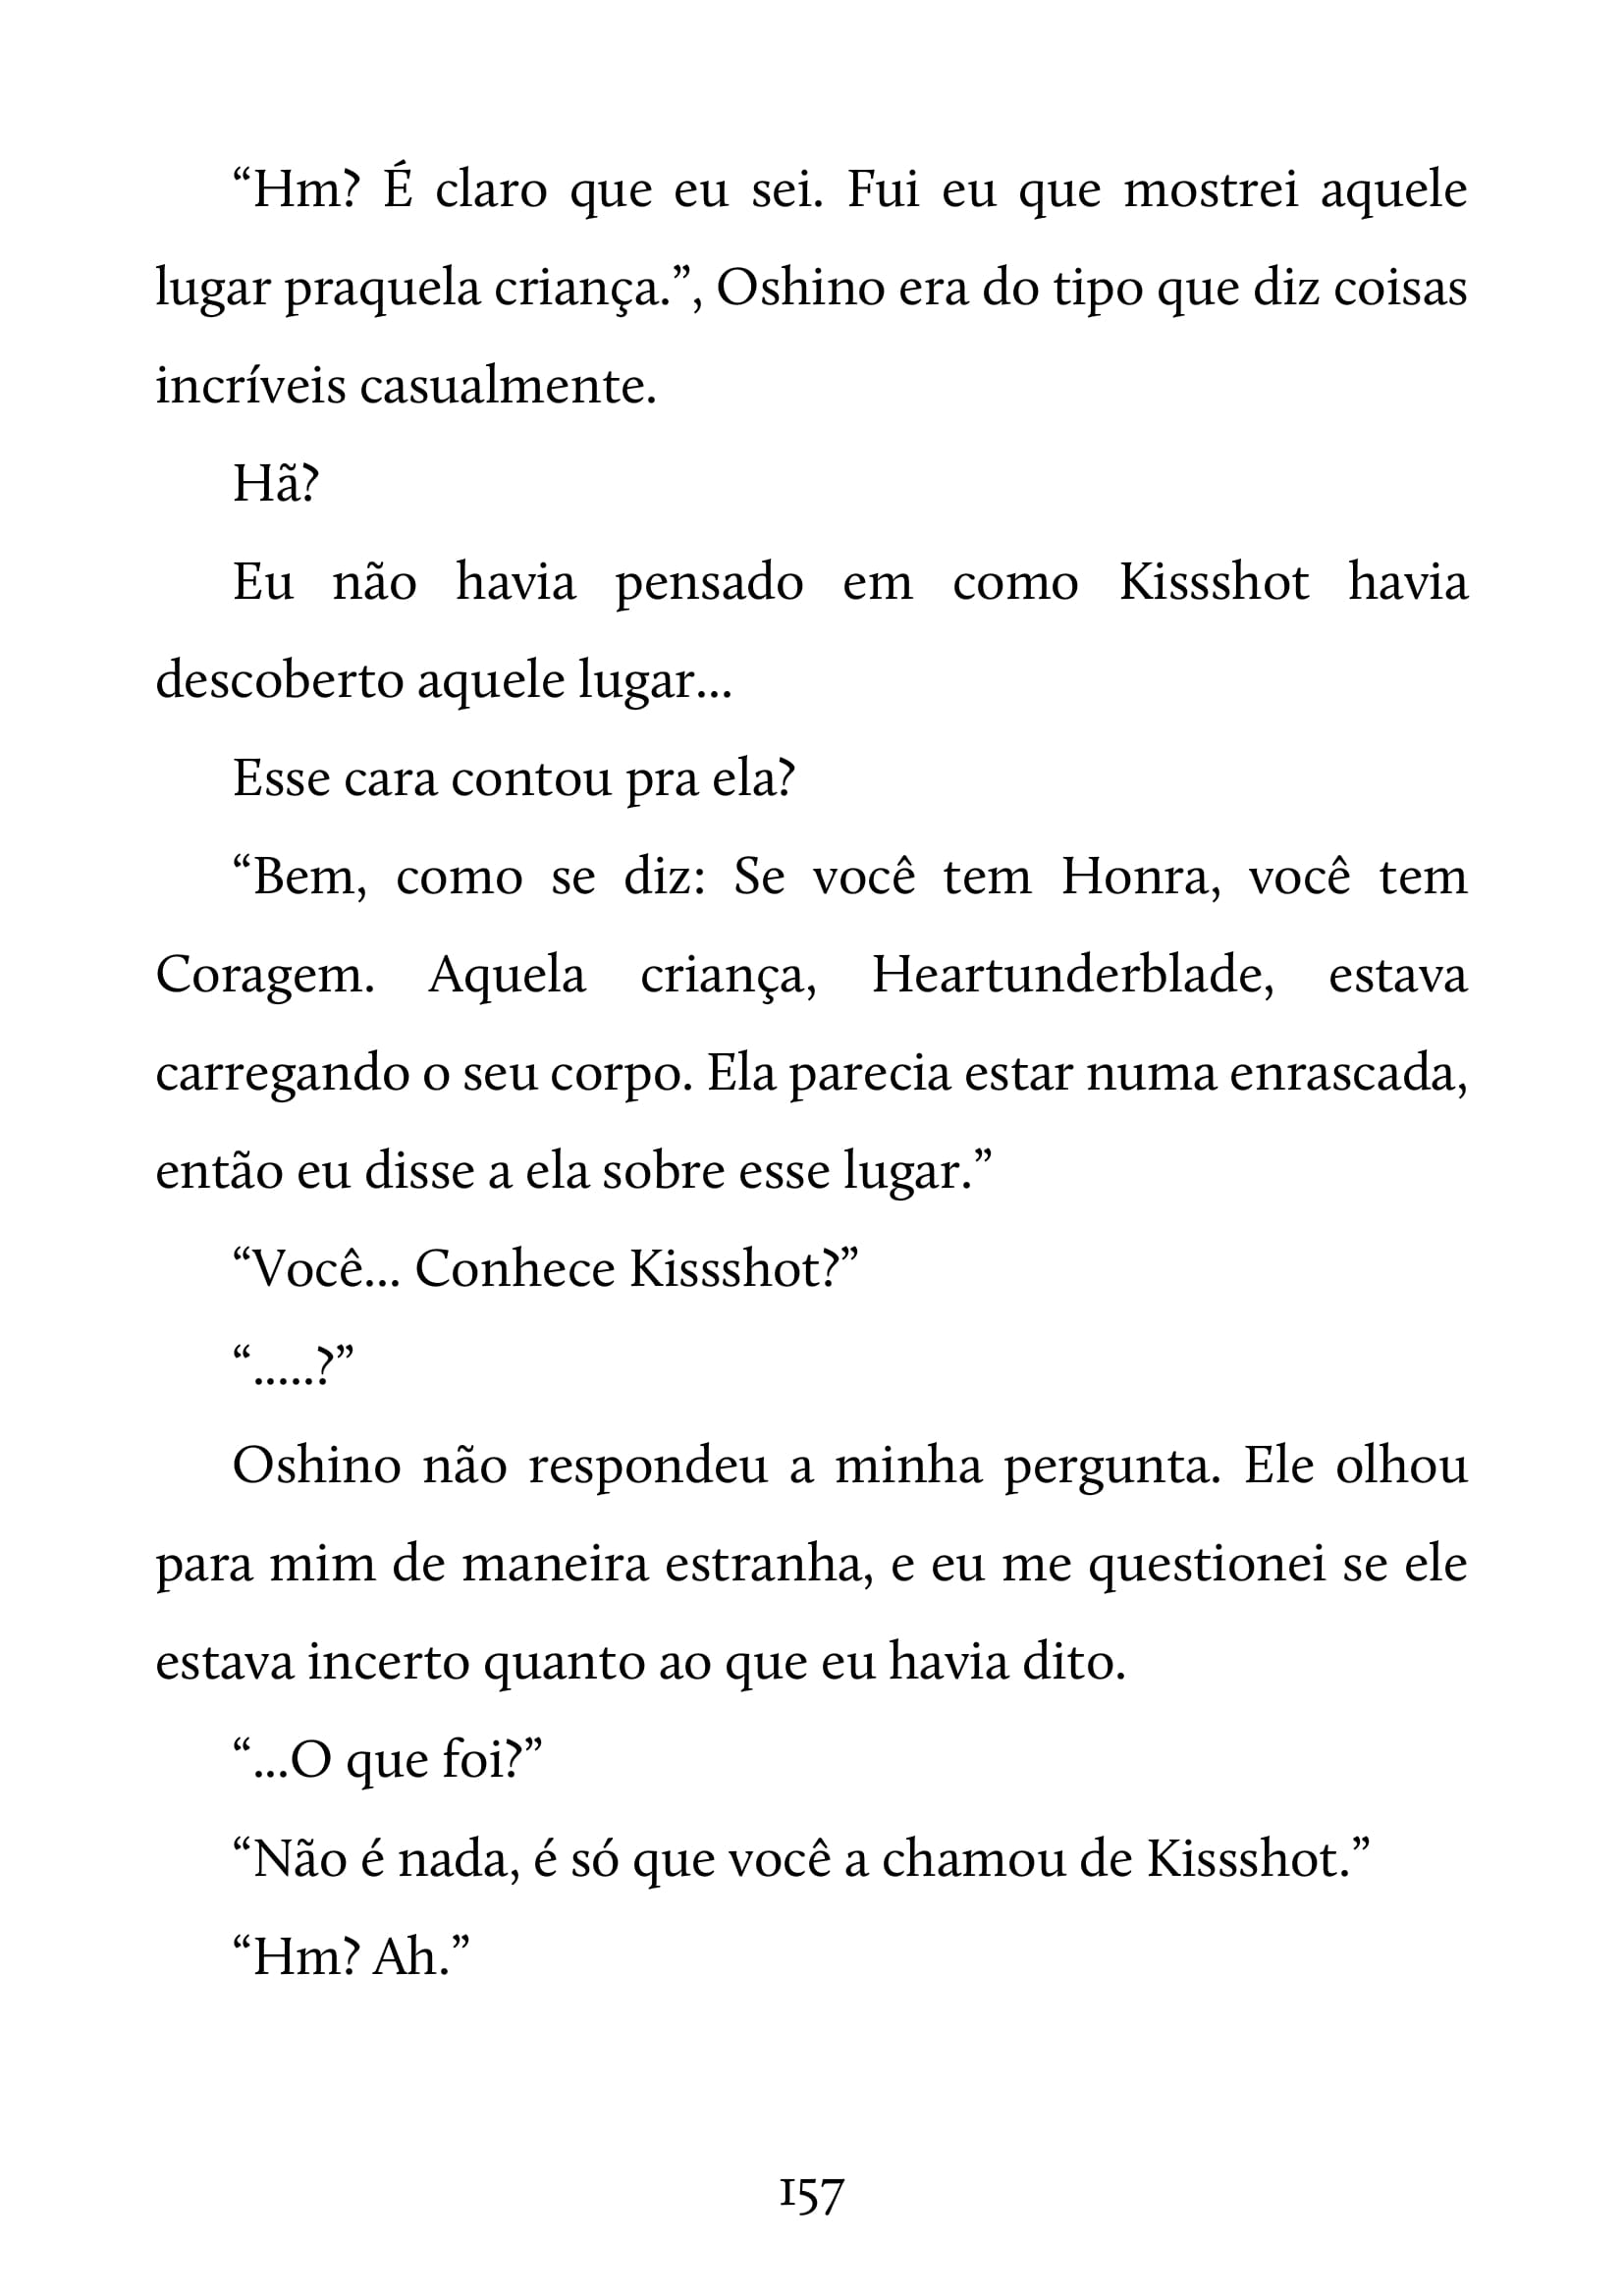 “Hm? É claro que eu sei. Fui eu que mostrei aquele
lugar praquela criança.”, Oshino era do tipo que diz coisas
incríveis casualmente.
Hã?
Eu não havia pensado em como Kissshot havia
descoberto aquele lugar...
Esse cara contou pra ela?
“Bem, como se diz: Se você tem Honra, você tem
Coragem. Aquela criança, Heartunderblade, estava
carregando o seu corpo. Ela parecia estar numa enrascada,
então eu disse a ela sobre esse lugar.”
“Você... Conhece Kissshot?”
“.....?”
Oshino não respondeu a minha pergunta. Ele olhou
para mim de maneira estranha, e eu me questionei se ele
estava incerto quanto ao que eu havia dito.
“...O que foi?”
“Não é nada, é só que você a chamou de Kissshot.”
“Hm? Ah.”
157